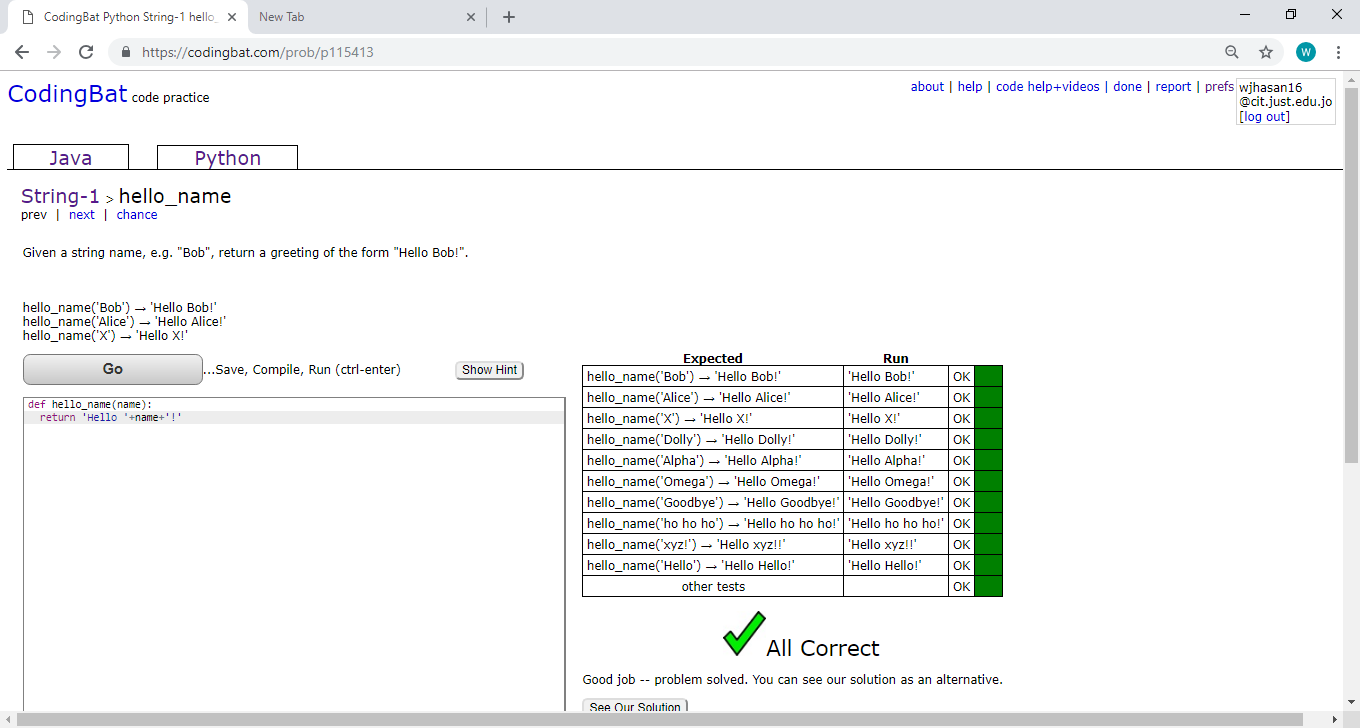 CodingBat Python String-1 hello_
New Tab
https://codingbat.com/prob/p115413
W
CodingBat code practice
about | help | code help+videos | done | report | prefs
wjhasan16
@cit.just.edu.jo
[log out]
Java
Python
String-1 > hello_name
prev | next | chance
Given a string name, e.g. "Bob", return a greeting of the form "Hello Bob!".
hello_name('Bob') → 'Hello Bob!'
hello_name('Alice') → 'Hello Alice!'
hello_name('X') → 'Hello X!'
Go ...Save, Compile, Run (ctrl-enter) Show Hint
def hello_name(name):
  return 'Hello '+name+'!'
Expected Run
hello_name('Bob') → 'Hello Bob!' 'Hello Bob!' OK
hello_name('Alice') → 'Hello Alice!' 'Hello Alice!' OK
hello_name('X') → 'Hello X!' 'Hello X!' OK
hello_name('Dolly') → 'Hello Dolly!' 'Hello Dolly!' OK
hello_name('Alpha') → 'Hello Alpha!' 'Hello Alpha!' OK
hello_name('Omega') → 'Hello Omega!' 'Hello Omega!' OK
hello_name('Goodbye') → 'Hello Goodbye!' 'Hello Goodbye!' OK
hello_name('ho ho ho') → 'Hello ho ho ho!' 'Hello ho ho ho!' OK
hello_name('xyz!') → 'Hello xyz!!' 'Hello xyz!!' OK
hello_name('Hello') → 'Hello Hello!' 'Hello Hello!' OK
other tests OK
All Correct
Good job -- problem solved. You can see our solution as an alternative.
See Our Solution